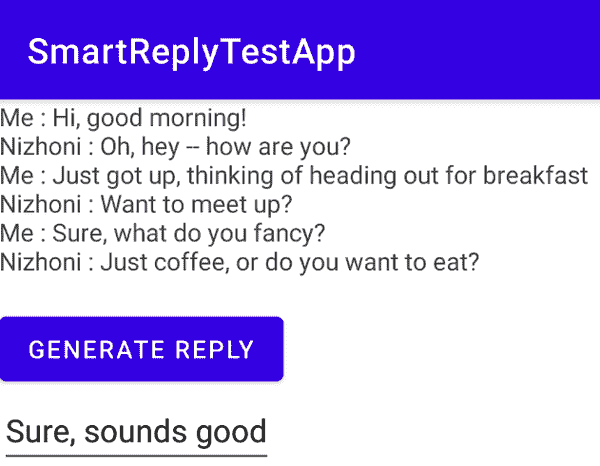 SmartReplyTestApp
Me : Hi, good morning!
Nizhoni : Oh, hey -- how are you?
Me : Just got up, thinking of heading out for breakfast
Nizhoni : Want to meet up?
Me : Sure, what do you fancy?
Nizhoni : Just coffee, or do you want to eat?
GENERATE REPLY
Sure, sounds good